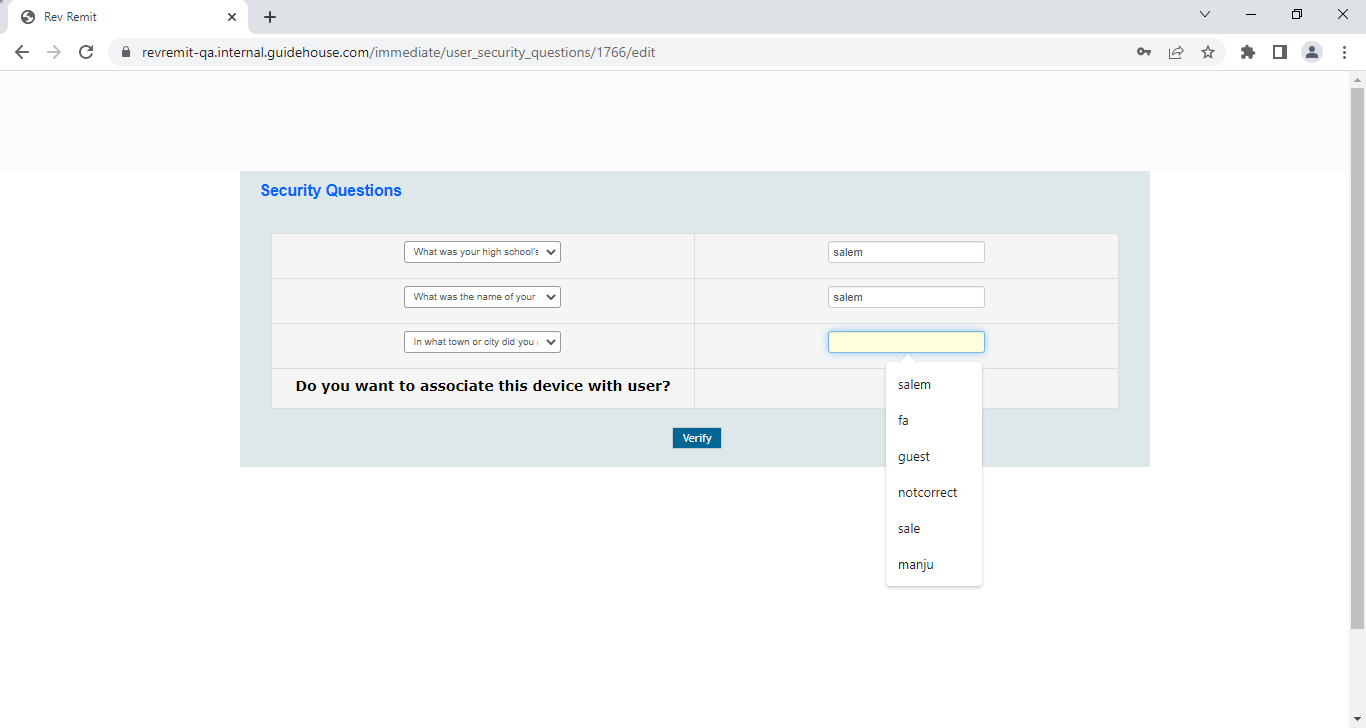 Rev Remit
revremit-qa.internal.guidehouse.com/immediate/user_security_questions/1766/edit
Security Questions
What was your high school's
salem
What was the name of your
salem
In what town or city did you
Do you want to associate this device with user?
Verify
salem
fa
guest
notcorrect
sale
manju